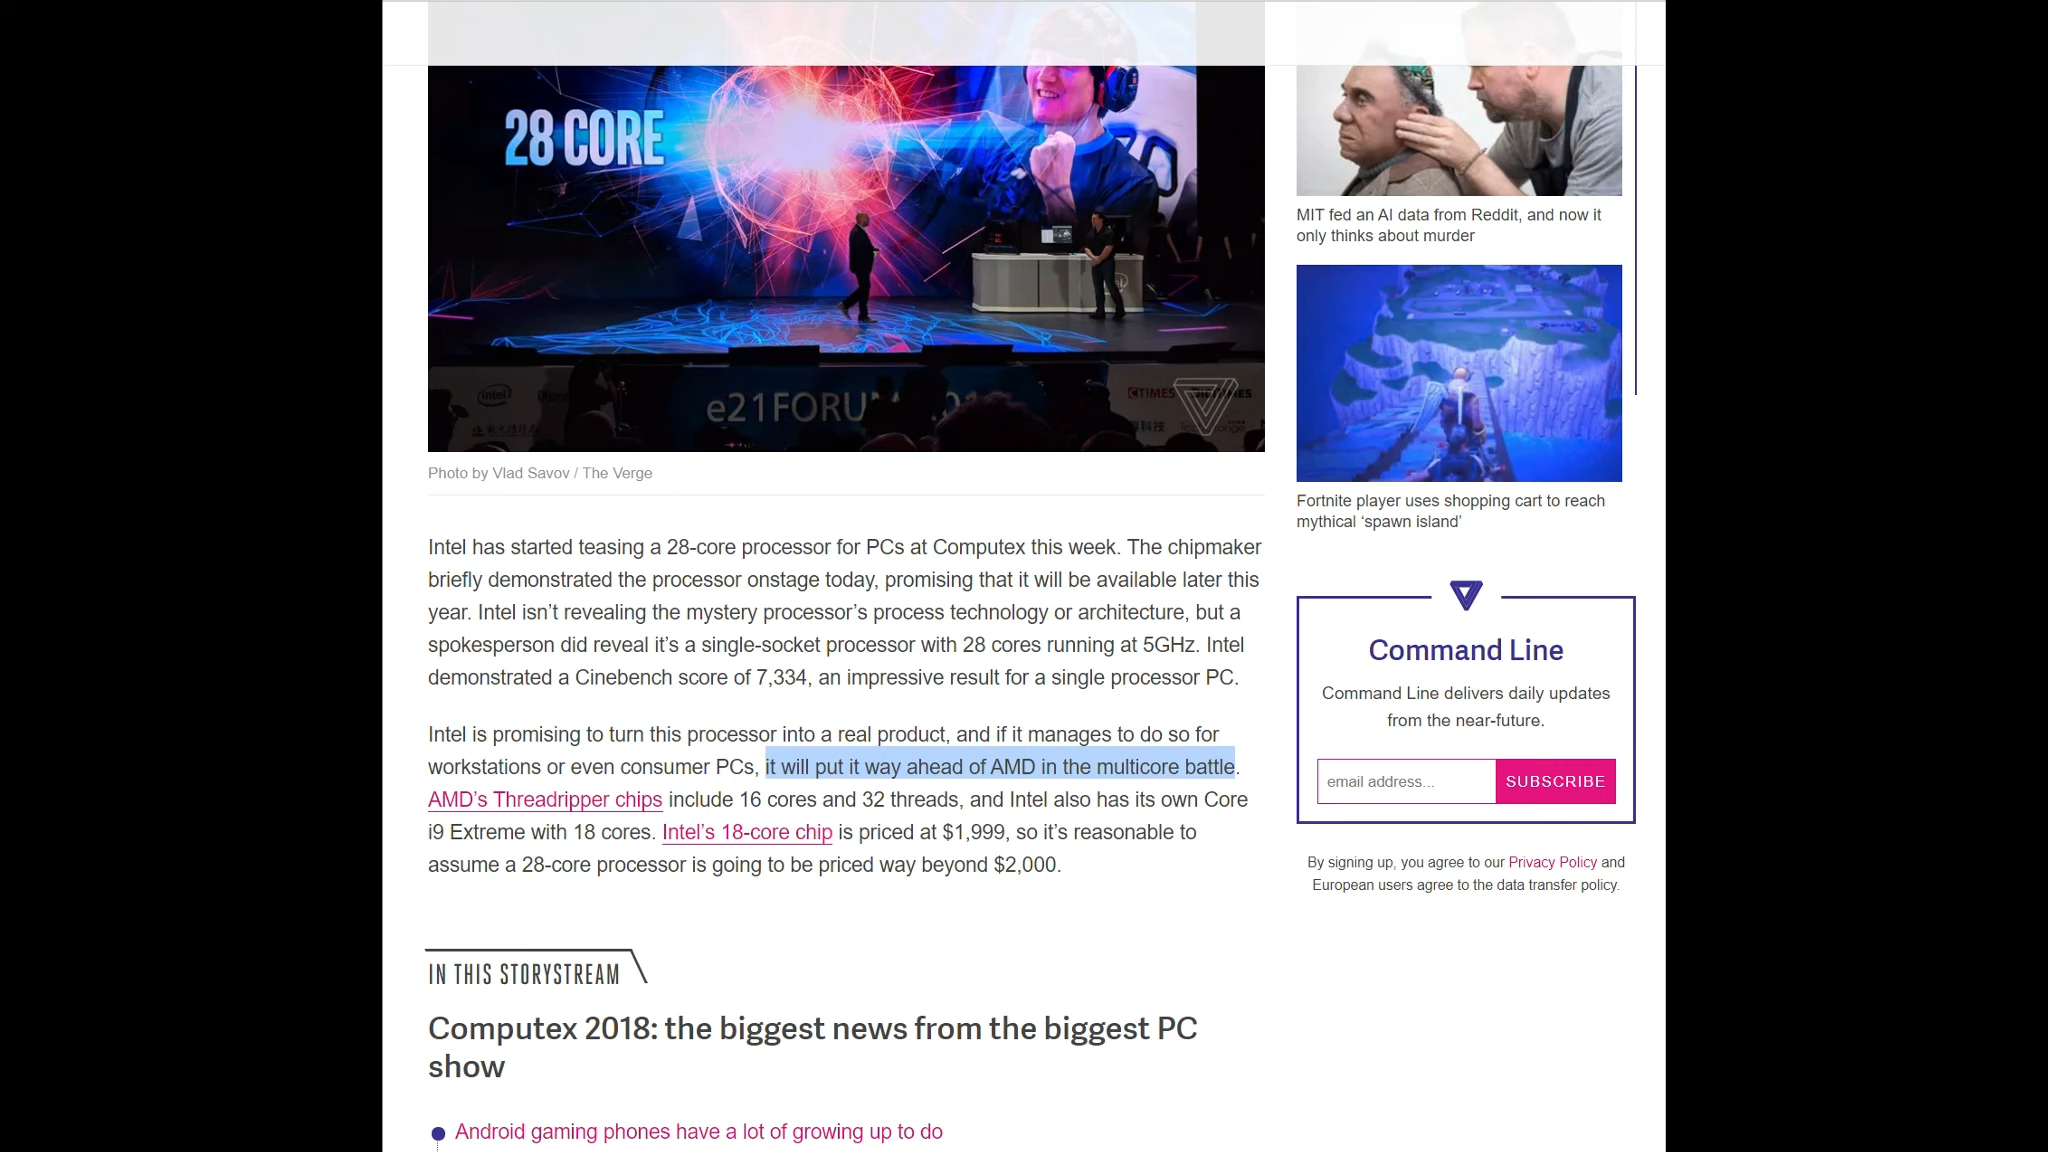 28 CORE
intel
e21FORUM
CTIMES
Photo by Vlad Savov / The Verge
Intel has started teasing a 28-core processor for PCs at Computex this week. The chipmaker
briefly demonstrated the processor onstage today, promising that it will be available later this
year. Intel isn’t revealing the mystery processor’s process technology or architecture, but a
spokesperson did reveal it’s a single-socket processor with 28 cores running at 5GHz. Intel
demonstrated a Cinebench score of 7,334, an impressive result for a single processor PC.
Intel is promising to turn this processor into a real product, and if it manages to do so for
workstations or even consumer PCs, it will put it way ahead of AMD in the multicore battle.
AMD’s Threadripper chips include 16 cores and 32 threads, and Intel also has its own Core
i9 Extreme with 18 cores. Intel’s 18-core chip is priced at $1,999, so it’s reasonable to
assume a 28-core processor is going to be priced way beyond $2,000.
IN THIS STORYSTREAM
Computex 2018: the biggest news from the biggest PC
show
Android gaming phones have a lot of growing up to do
MIT fed an AI data from Reddit, and now it
only thinks about murder
Fortnite player uses shopping cart to reach
mythical ‘spawn island’
Command Line
Command Line delivers daily updates
from the near-future.
email address...
SUBSCRIBE
By signing up, you agree to our Privacy Policy and
European users agree to the data transfer policy.